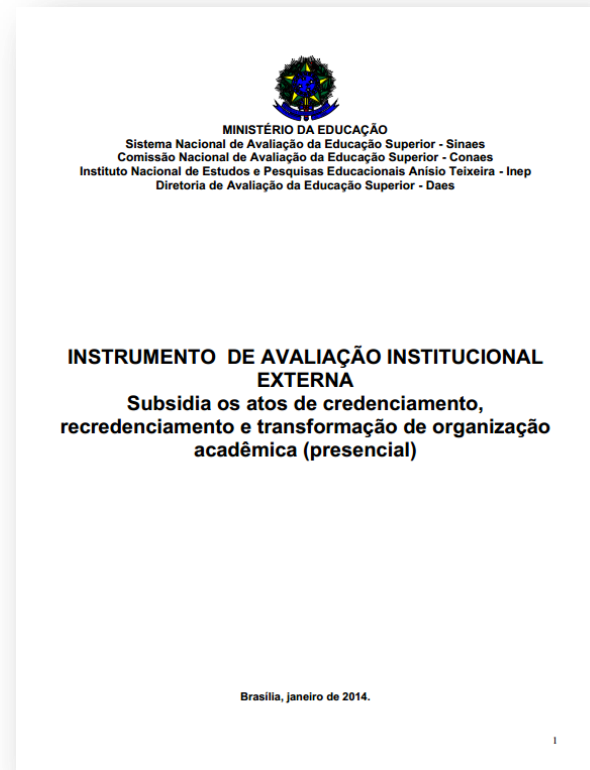 MINISTÉRIO DA EDUCAÇÃO
Sistema Nacional de Avaliação da Educação Superior - Sinaes
Comissão Nacional de Avaliação da Educação Superior - Conaes
Instituto Nacional de Estudos e Pesquisas Educacionais Anísio Teixeira - Inep
Diretoria de Avaliação da Educação Superior - Daes
INSTRUMENTO DE AVALIAÇÃO INSTITUCIONAL
EXTERNA
Subsidia os atos de credenciamento,
recredenciamento e transformação de organização
acadêmica (presencial)
Brasília, janeiro de 2014.
1